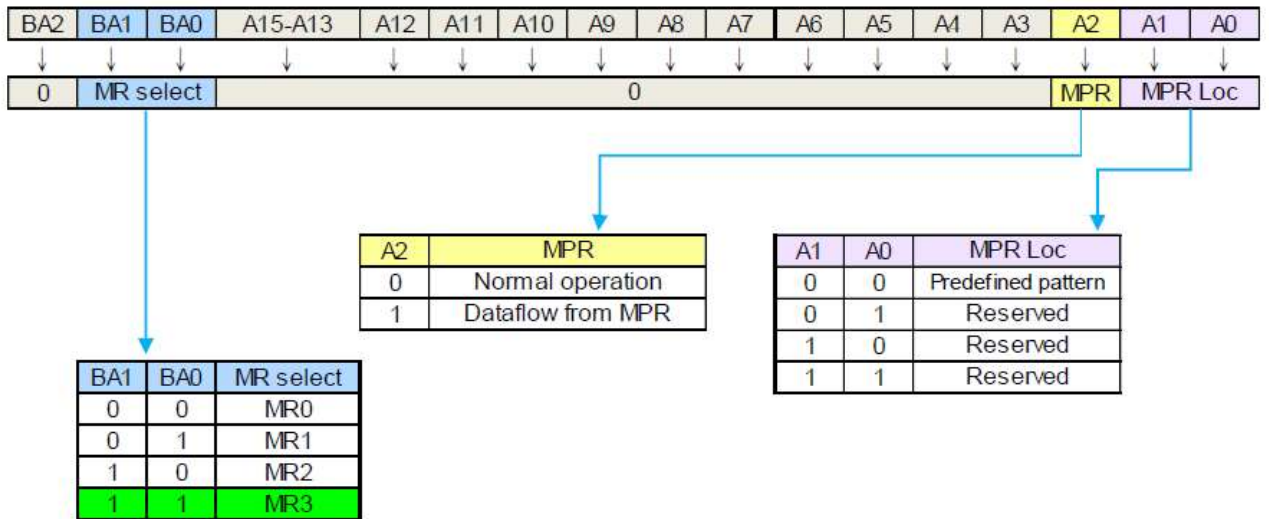 BA2 BA1 BA0 A15-A13 A12 A11 A10 A9 A8 A7 A6 A5 A4 A3 A2 A1 A0
0 MR select 0 MPR MPR Loc
A2 MPR
0 Normal operation
1 Dataflow from MPR
A1 A0 MPR Loc
0 0 Predefined pattern
0 1 Reserved
1 0 Reserved
1 1 Reserved
BA1 BA0 MR select
0 0 MR0
0 1 MR1
1 0 MR2
1 1 MR3